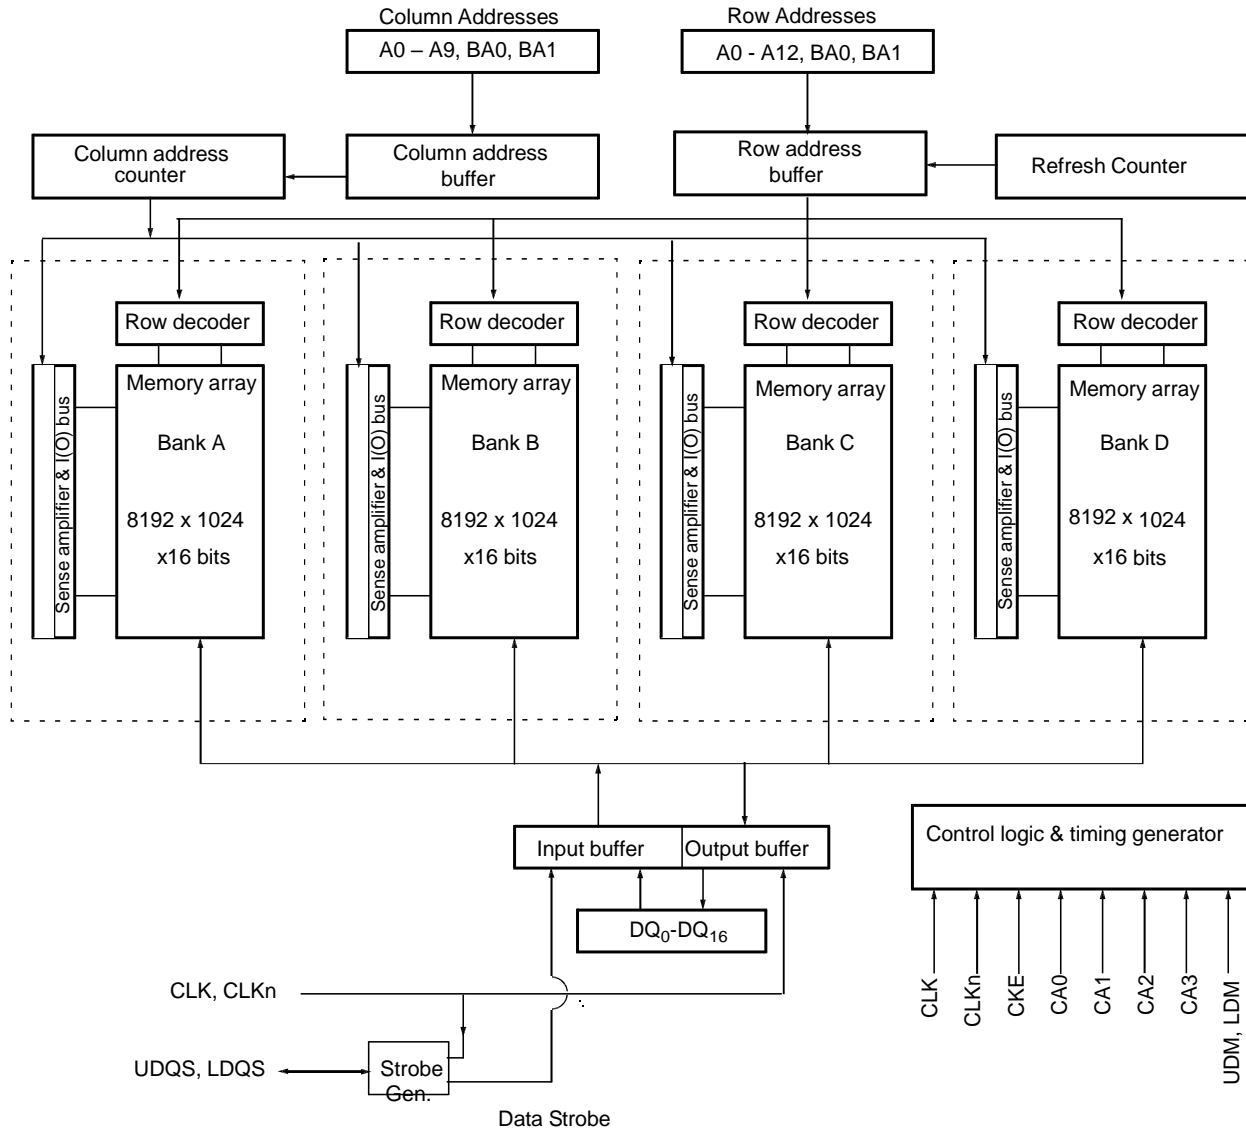 Column Addresses
Row Addresses
A0 – A9, BA0, BA1
A0 - A12, BA0, BA1
Column address
counter
Column address
buffer
Row address
buffer
Refresh Counter
Row decoder
Row decoder
Row decoder
Row decoder
Sense amplifier & I(O) bus
Memory array
Bank A
8192 x 1024
x16 bits
Sense amplifier & I(O) bus
Memory array
Bank B
8192 x 1024
x16 bits
Sense amplifier & I(O) bus
Memory array
Bank C
8192 x 1024
x16 bits
Sense amplifier & I(O) bus
Memory array
Bank D
8192 x 1024
x16 bits
Input buffer
Output buffer
Control logic & timing generator
DQ0-DQ16
CLK
CLKn
CKE
CA0
CA1
CA2
CA3
UDM, LDM
CLK, CLKn
UDQS, LDQS
Strobe
Gen.
Data Strobe